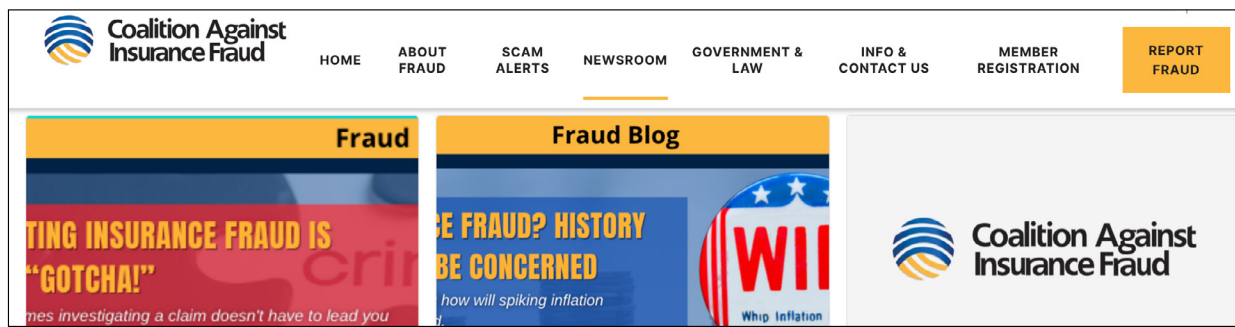 Coalition Against
Insurance Fraud
HOME
ABOUT
FRAUD
SCAM
ALERTS
NEWSROOM
GOVERNMENT &
LAW
INFO &
CONTACT US
MEMBER
REGISTRATION
REPORT
FRAUD
Fraud
TING INSURANCE FRAUD IS
"GOTCHA!"
cri
mes investigating a claim doesn't have to lead you
Fraud Blog
CE FRAUD? HISTORY
BE CONCERNED
how will spiking inflation
d.
WI
Whip Inflation
Coalition Against
Insurance Fraud